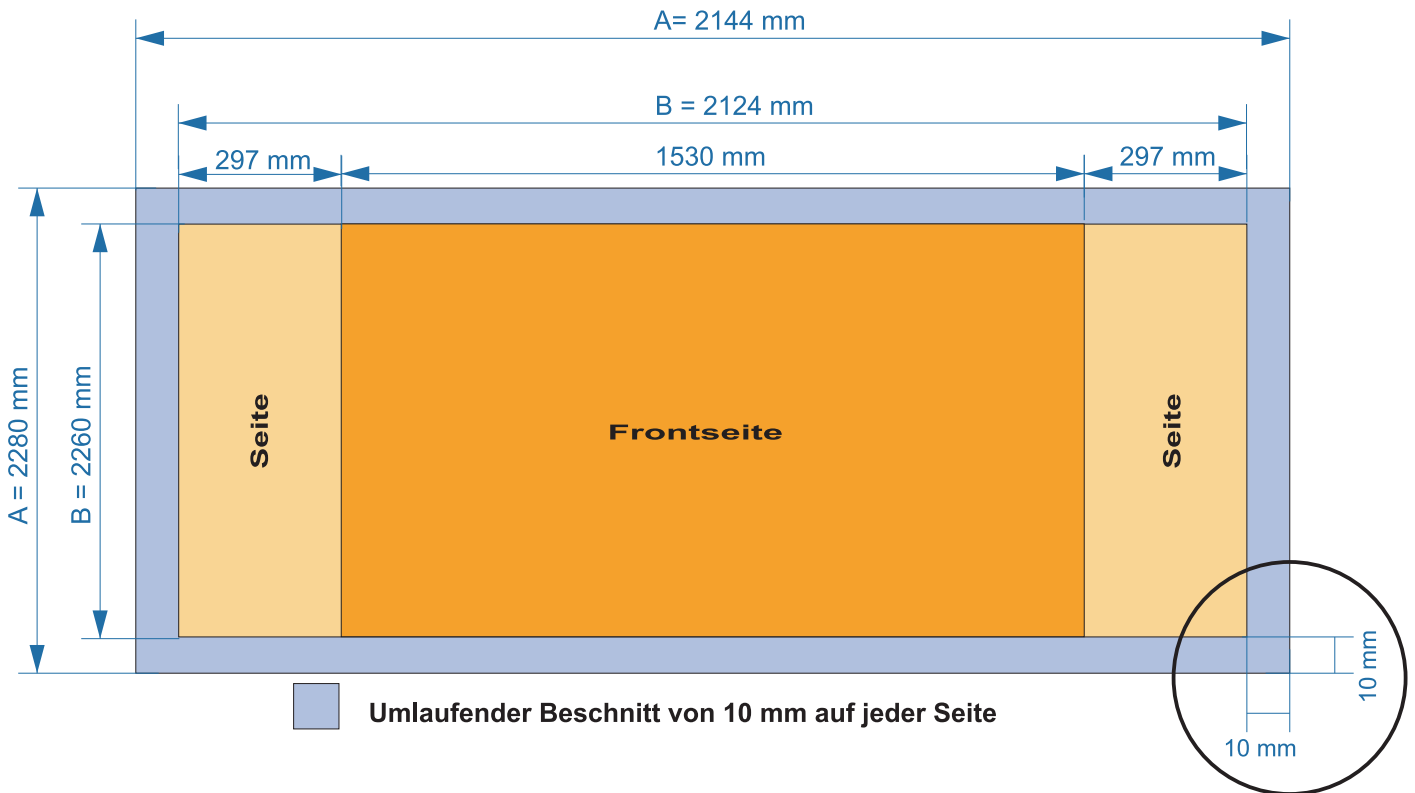 A= 2144 mm
B = 2124 mm
297 mm
1530 mm
297 mm
A = 2280 mm
B = 2260 mm
Seite
Frontseite
Seite
10 mm
10 mm
Umlaufender Beschnitt von 10 mm auf jeder Seite